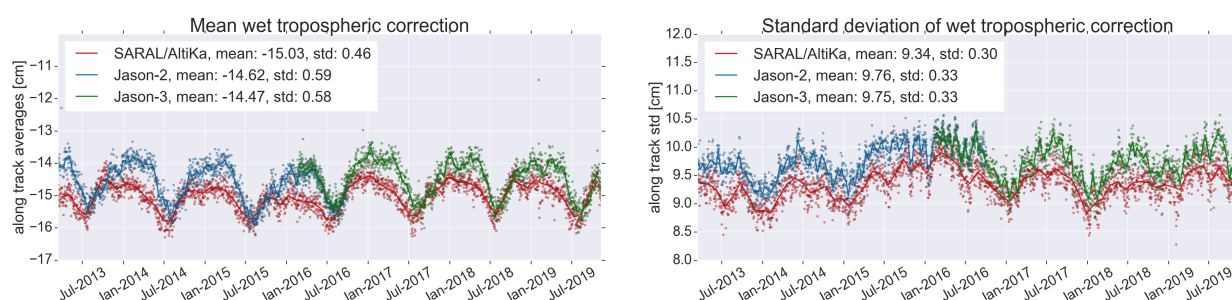 Mean wet tropospheric correction
SARAL/AltiKa, mean: -15.03, std: 0.46
Jason-2, mean: -14.62, std: 0.59
Jason-3, mean: -14.47, std: 0.58
along track averages [cm]
−11
−12
−13
−14
−15
−16
−17
Jul-2013
Jan-2014
Jul-2014
Jan-2015
Jul-2015
Jan-2016
Jul-2016
Jan-2017
Jul-2017
Jan-2018
Jul-2018
Jan-2019
Jul-2019
Standard deviation of wet tropospheric correction
SARAL/AltiKa, mean: 9.34, std: 0.30
Jason-2, mean: 9.76, std: 0.33
Jason-3, mean: 9.75, std: 0.33
along track std [cm]
12.0
11.5
11.0
10.5
10.0
9.5
9.0
8.5
8.0
Jul-2013
Jan-2014
Jul-2014
Jan-2015
Jul-2015
Jan-2016
Jul-2016
Jan-2017
Jul-2017
Jan-2018
Jul-2018
Jan-2019
Jul-2019